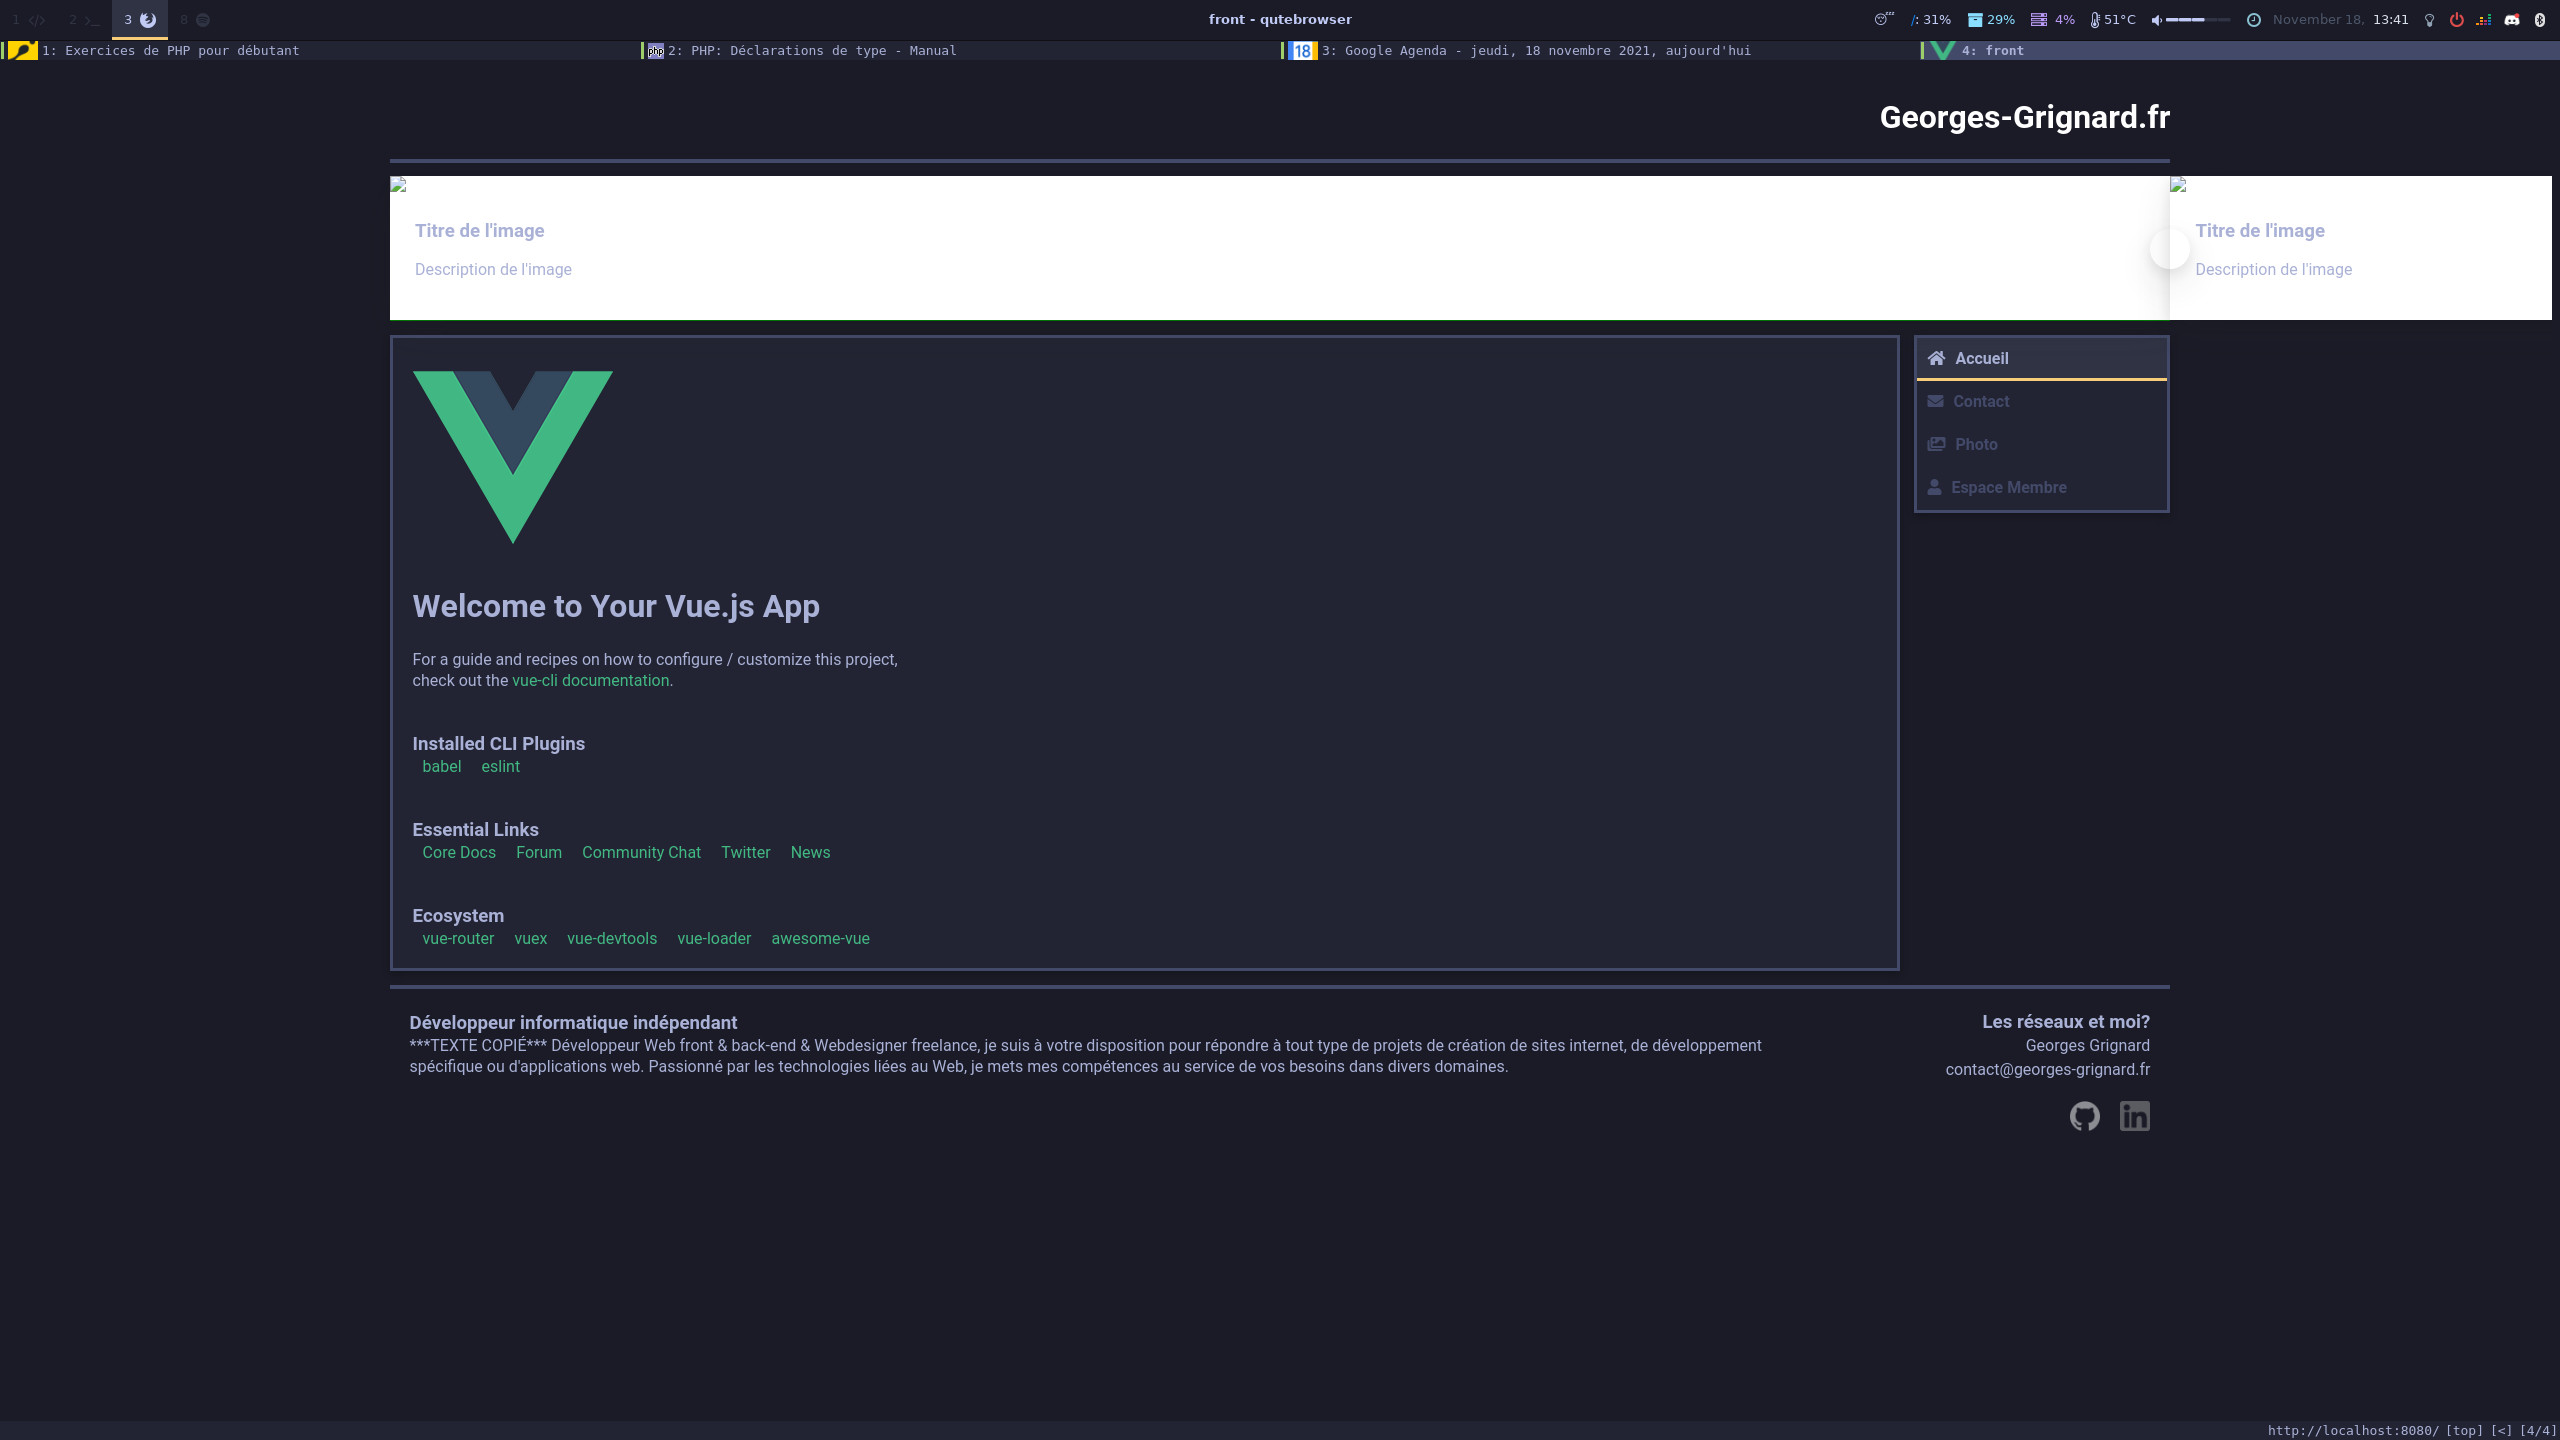 1 2 >_ 3 8 front - qutebrowser /: 31% 29% 4% 51°C November 18, 13:41
1: Exercices de PHP pour débutant
php 2: PHP: Déclarations de type - Manual
18 3: Google Agenda - jeudi, 18 novembre 2021, aujourd'hui
4: front
Georges-Grignard.fr
Titre de l'image
Description de l'image
Titre de l'image
Description de l'image
Welcome to Your Vue.js App
For a guide and recipes on how to configure / customize this project,
check out the vue-cli documentation.
Installed CLI Plugins
babel eslint
Essential Links
Core Docs Forum Community Chat Twitter News
Ecosystem
vue-router vuex vue-devtools vue-loader awesome-vue
Accueil
Contact
Photo
Espace Membre
Développeur informatique indépendant
***TEXTE COPIÉ*** Développeur Web front & back-end & Webdesigner freelance, je suis à votre disposition pour répondre à tout type de projets de création de sites internet, de développement
spécifique ou d'applications web. Passionné par les technologies liées au Web, je mets mes compétences au service de vos besoins dans divers domaines.
Les réseaux et moi?
Georges Grignard
contact@georges-grignard.fr
http://localhost:8080/ [top] [<] [4/4]